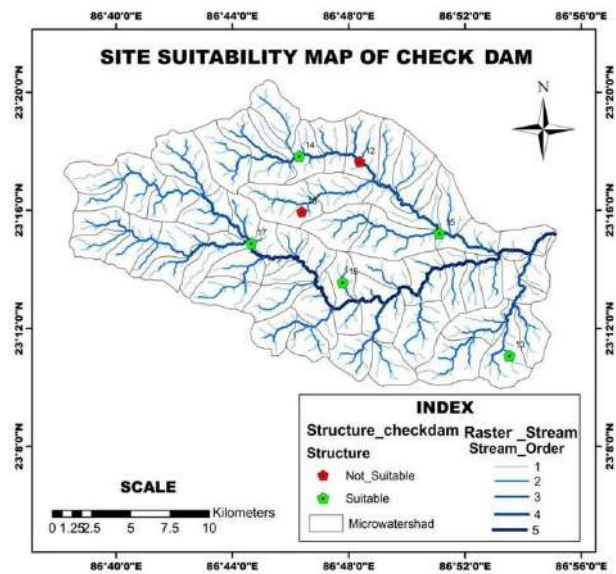 86°40'0"E 86°44'0"E 86°48'0"E 86°52'0"E 86°56'0"E
SITE SUITABILITY MAP OF CHECK DAM
N
23°20'0"N
23°20'0"N
14
12
23°16'0"N
23°16'0"N
15
17
16
23°12'0"N
23°12'0"N
INDEX
Structure_checkdam
Structure
Not_Suitable
Suitable
Microwatershad
Raster _Stream
Stream_Order
1
2
3
4
5
23°8'0"N
23°8'0"N
SCALE
Kilometers
0 1.25 2.5 5 7.5 10
86°40'0"E 86°44'0"E 86°48'0"E 86°52'0"E 86°56'0"E